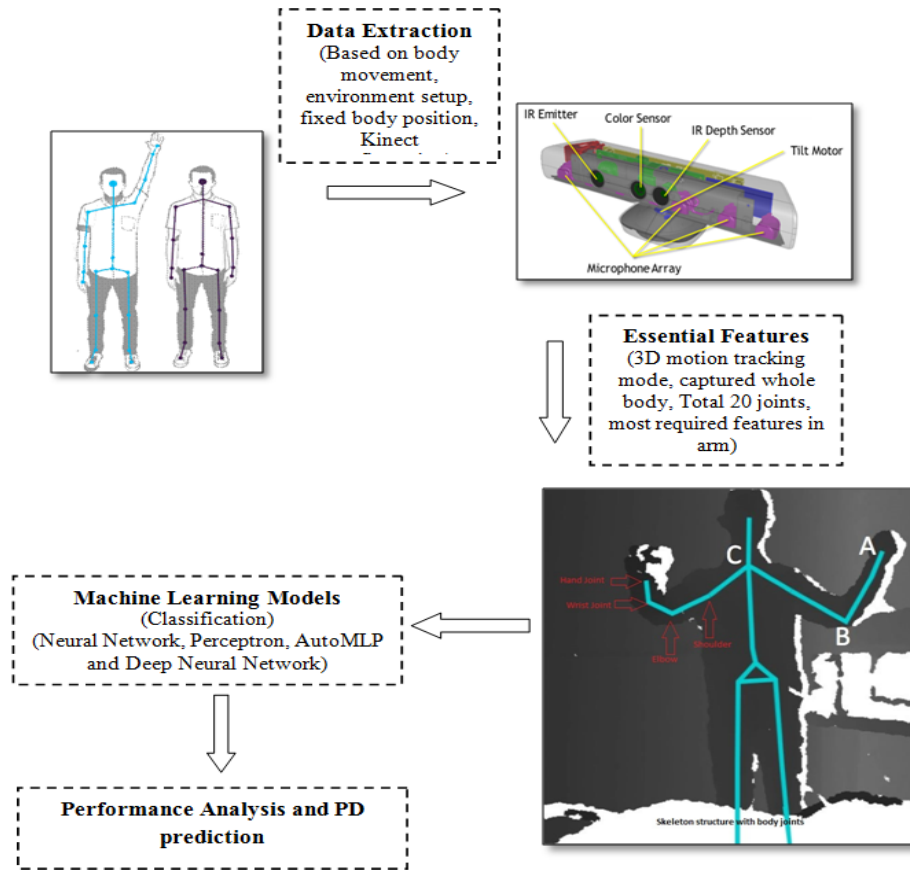 Data Extraction
(Based on body
movement,
environment setup,
fixed body position,
Kinect
IR Emitter
Color Sensor
IR Depth Sensor
Tilt Motor
Microphone Array
Essential Features
(3D motion tracking
mode, captured whole
body, Total 20 joints,
most required features in
arm)
C
A
B
Hand Joint
Wrist Joint
Elbow
Shoulder
Skeleton structure with body joints
Machine Learning Models
(Classification)
(Neural Network, Perceptron, AutoMLP
and Deep Neural Network)
Performance Analysis and PD
prediction